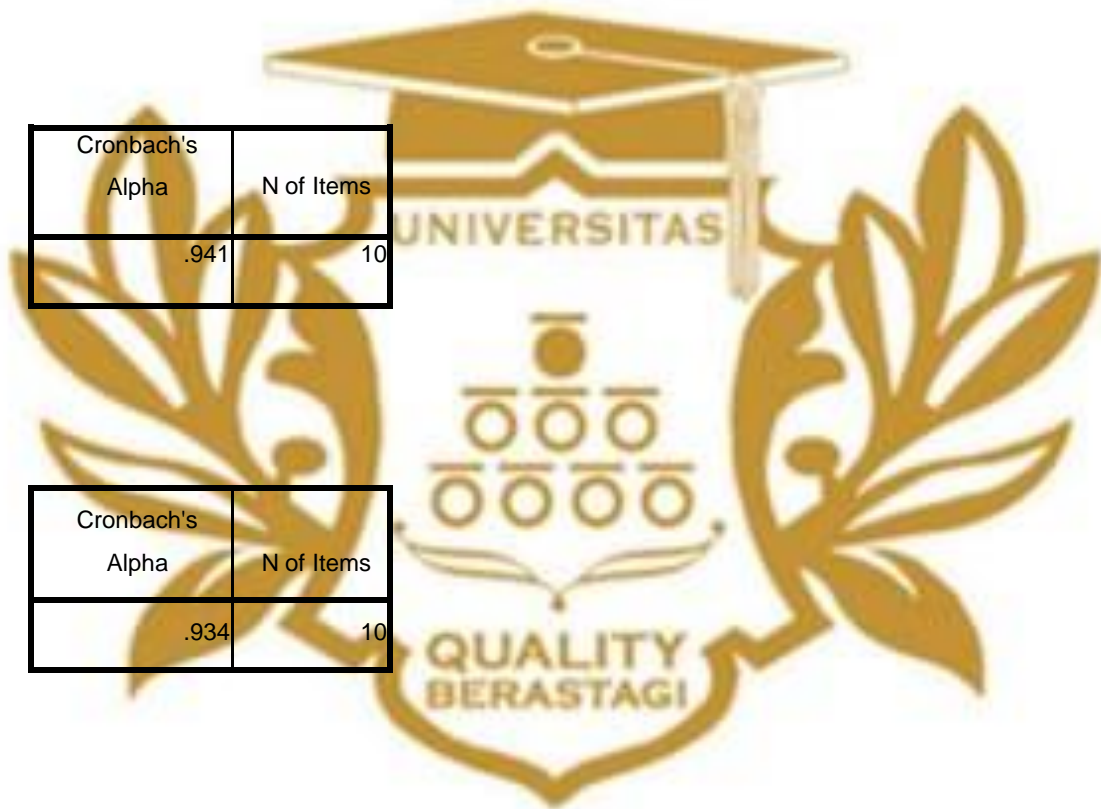 Cronbach's
Alpha N of Items
.941 10
UNIVERSITAS
Cronbach's
Alpha N of Items
.934 10
QUALITY
BERASTAGI